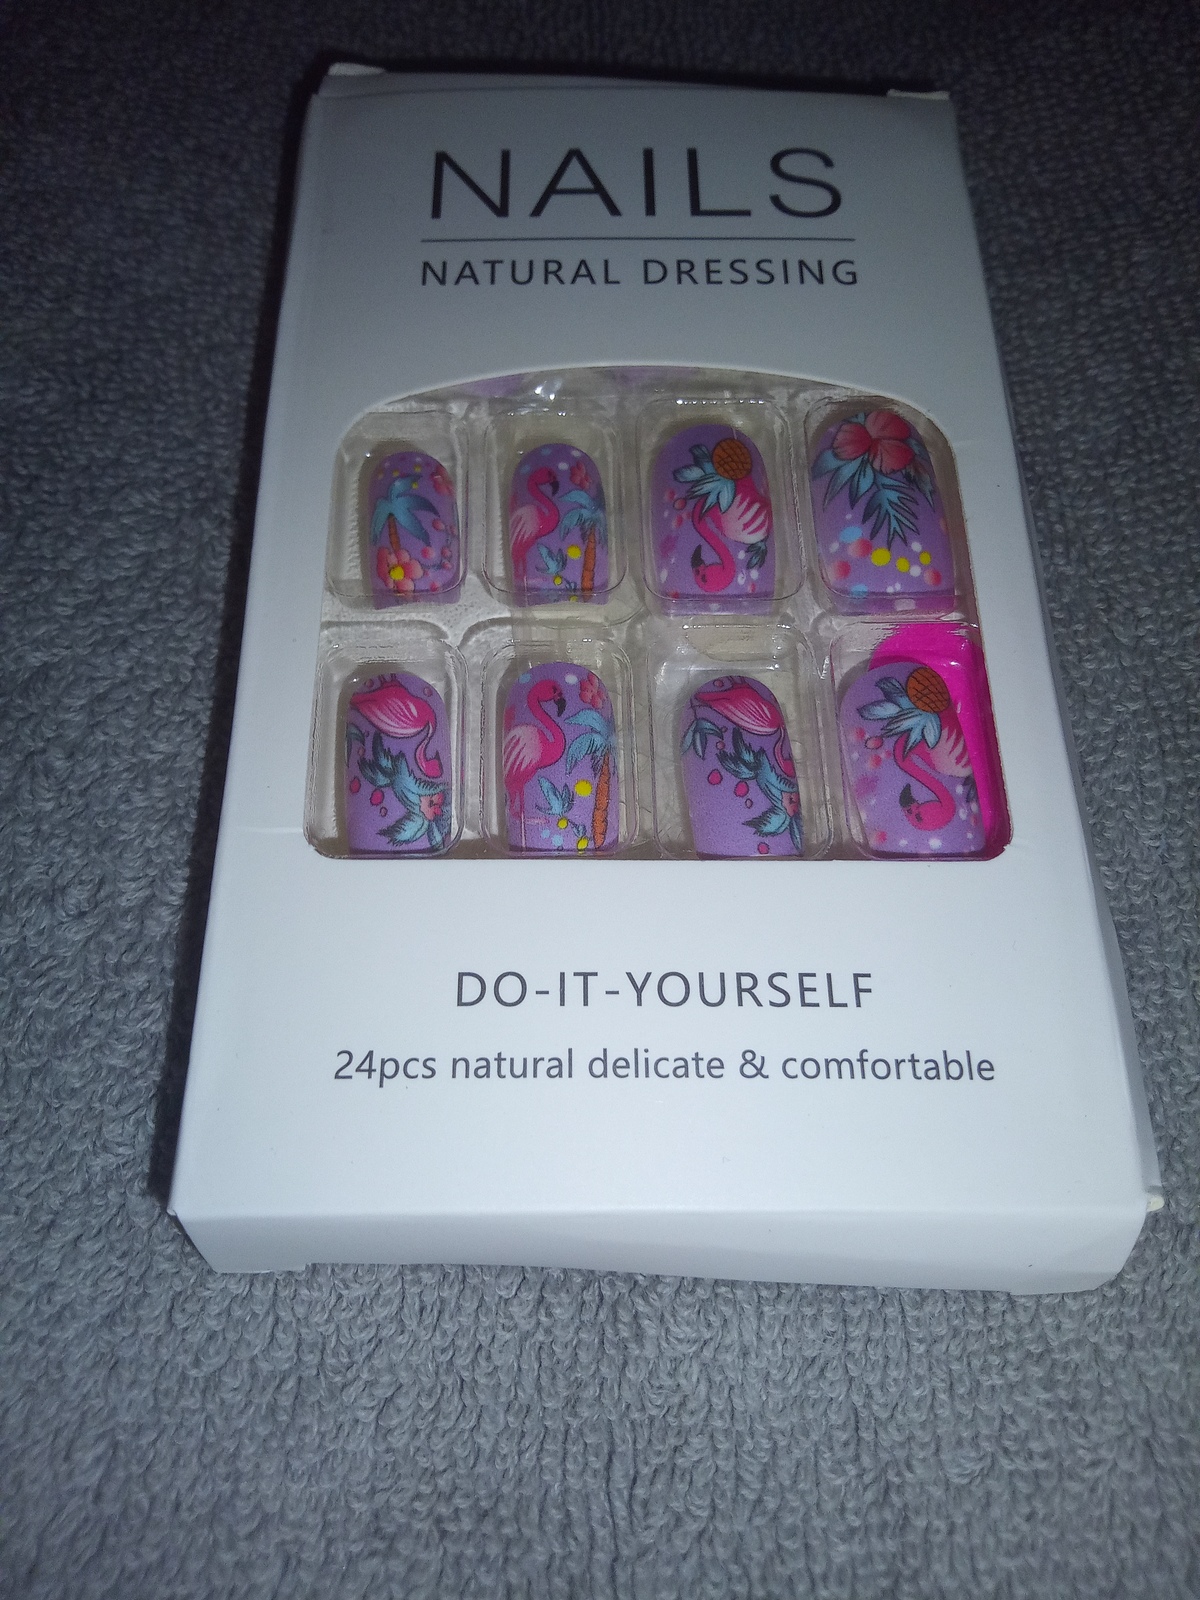 NAILS
NATURAL DRESSING
DO-IT-YOURSELF
24pcs natural delicate & comfortable